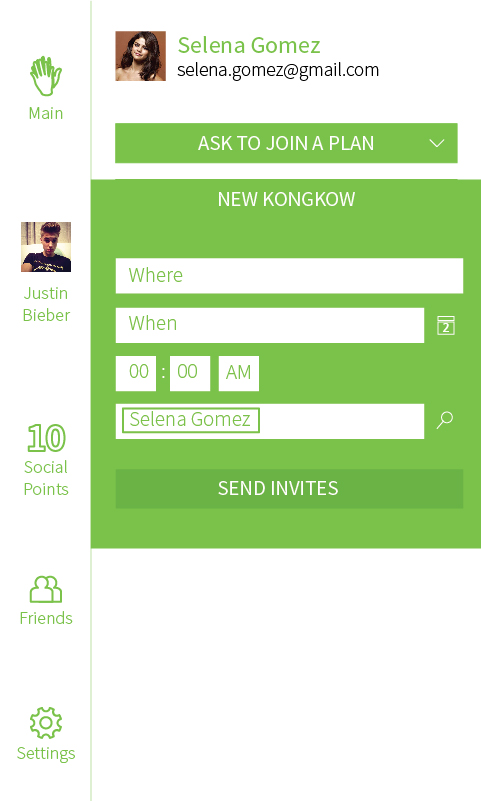 Main
Justin
Bieber
10
Social
Points
Friends
Settings
Selena Gomez
selena.gomez@gmail.com
ASK TO JOIN A PLAN
NEW KONGKOW
Where
When
2
00 : 00 AM
Selena Gomez
SEND INVITES